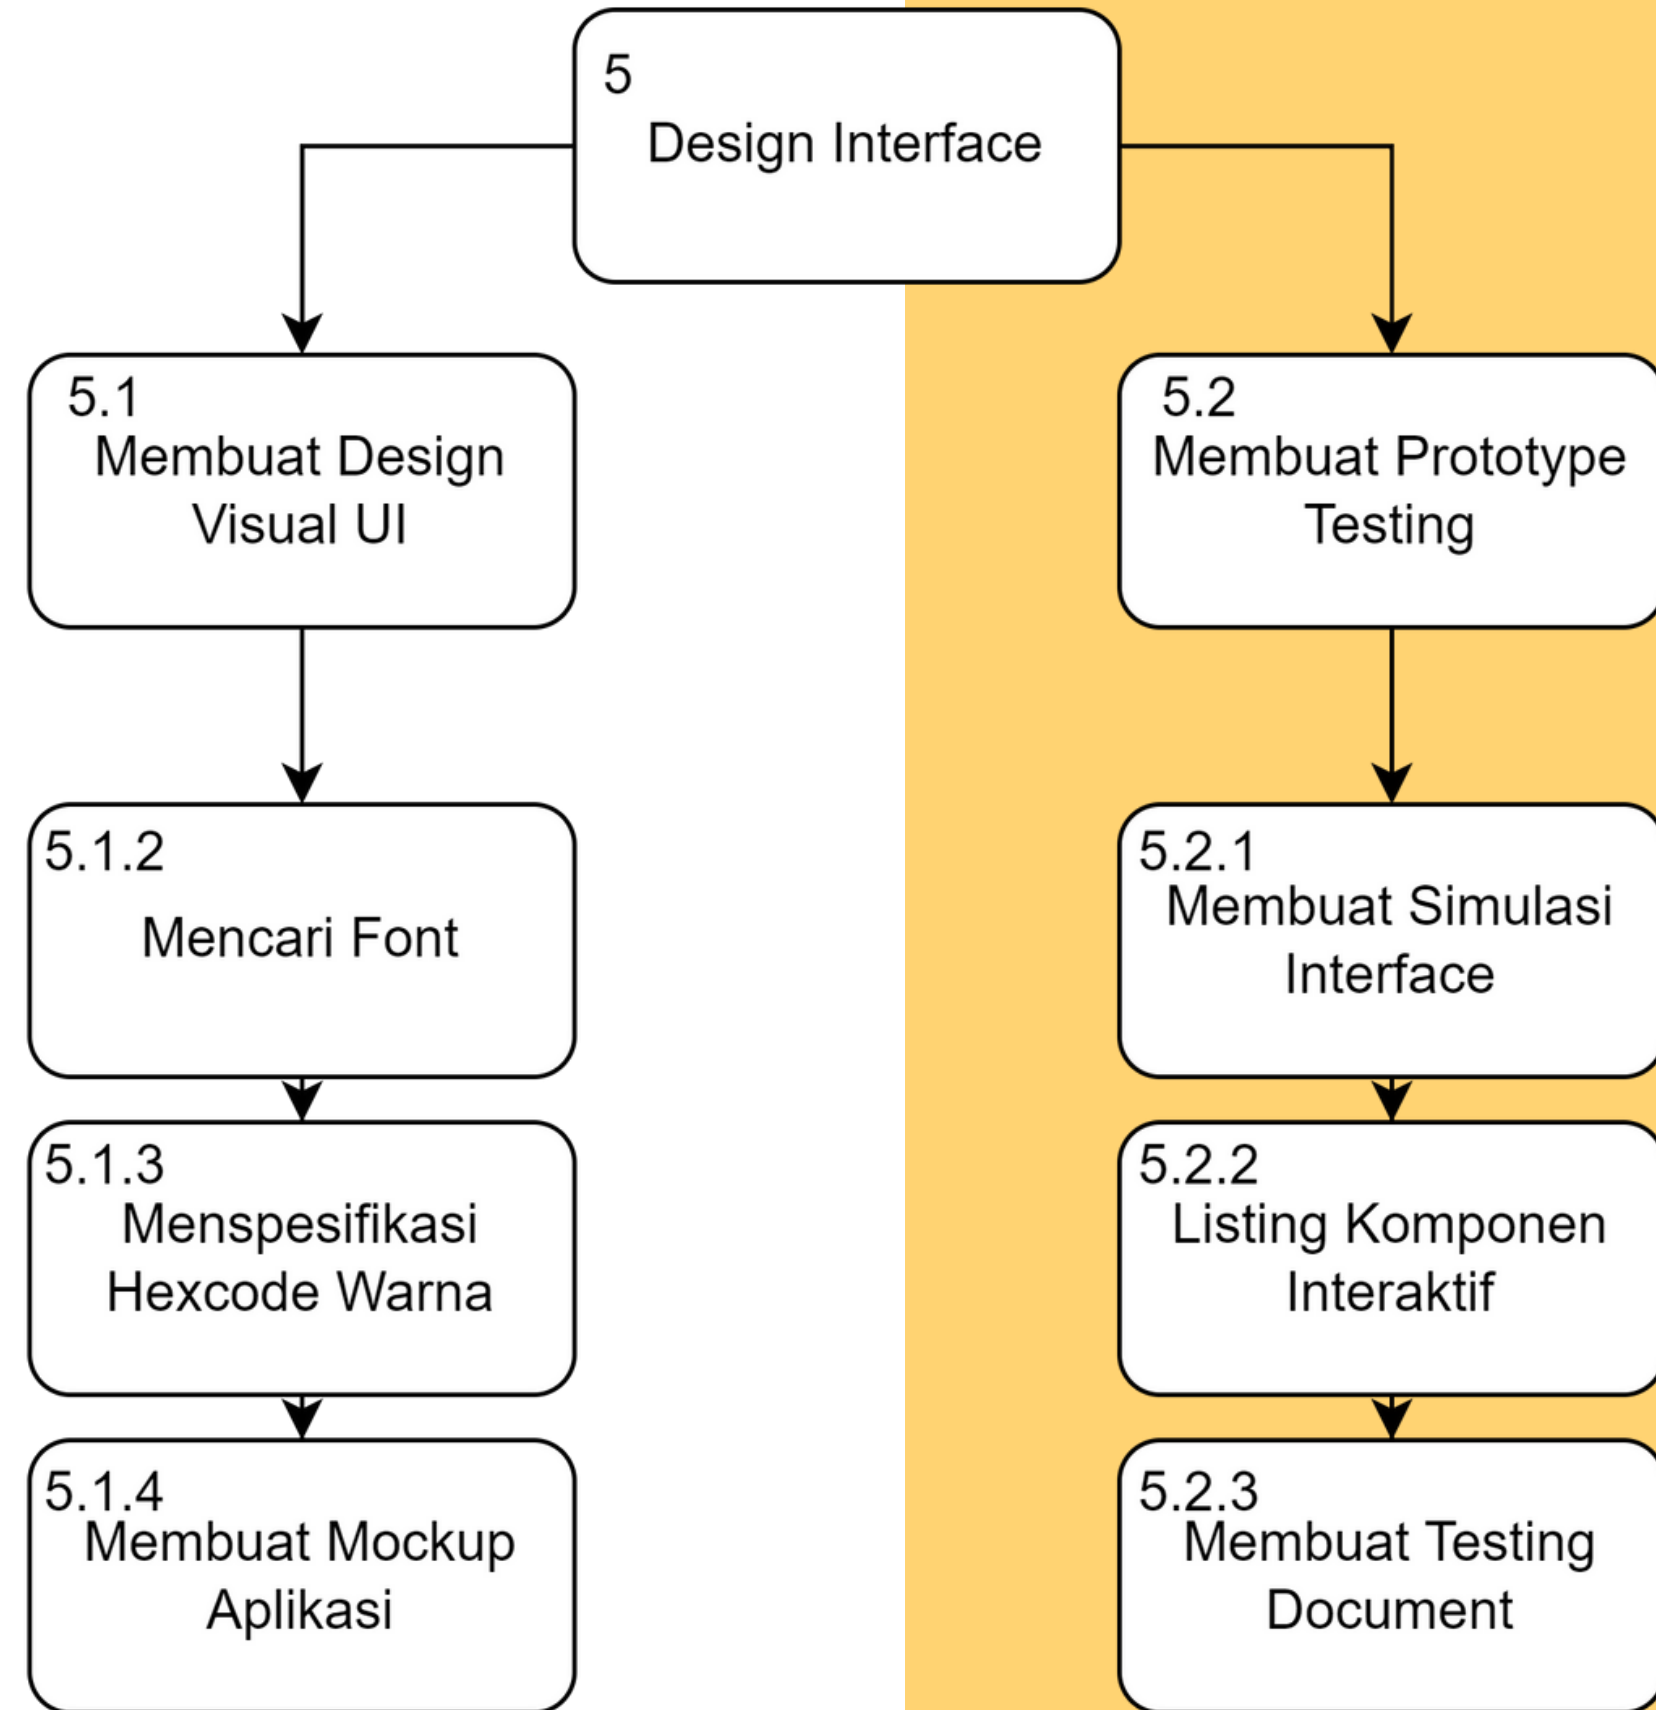 5
Design Interface
5.1
Membuat Design
Visual UI
5.1.2
Mencari Font
5.1.3
Menspesifikasi
Hexcode Warna
5.1.4
Membuat Mockup
Aplikasi
5.2
Membuat Prototype
Testing
5.2.1
Membuat Simulasi
Interface
5.2.2
Listing Komponen
Interaktif
5.2.3
Membuat Testing
Document